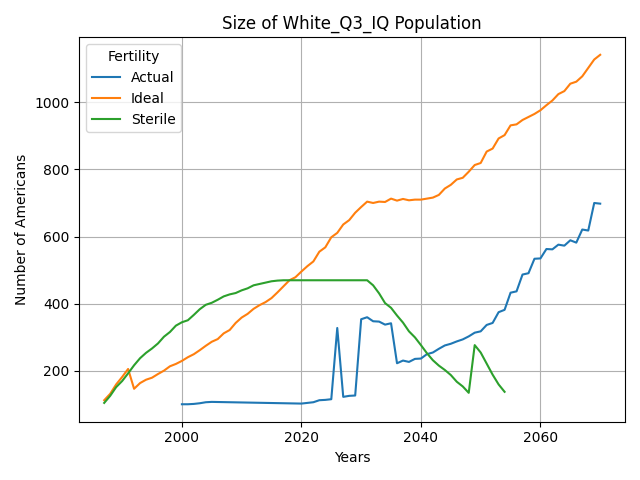 Size of White_Q3_IQ Population
Fertility
Actual
Ideal
Sterile
Number of Americans
1000
800
600
400
200
2000 2020 2040 2060
Years